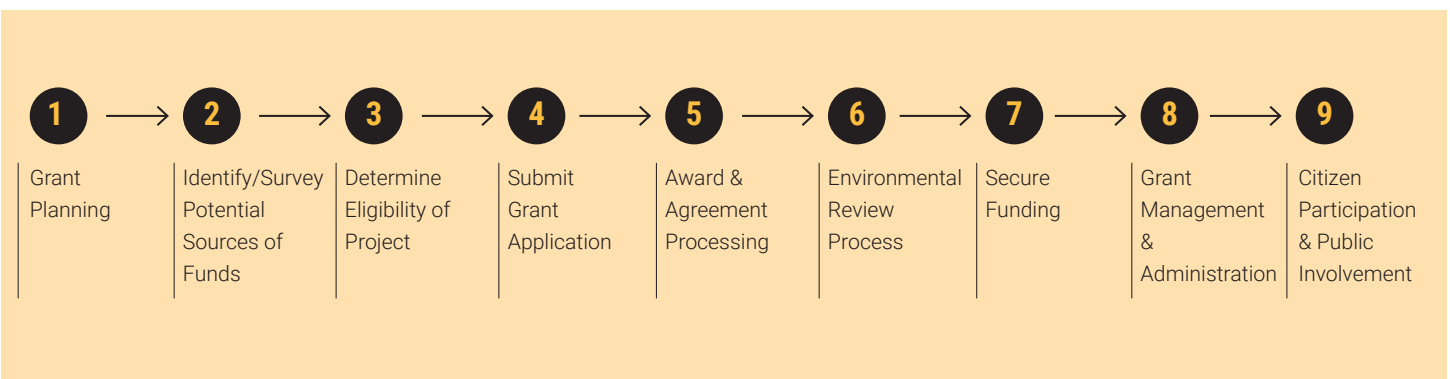 1
Grant
Planning
2
Identify/Survey
Potential
Sources of
Funds
3
Determine
Eligibility of
Project
4
Submit
Grant
Application
5
Award &
Agreement
Processing
6
Environmental
Review
Process
7
Secure
Funding
8
Grant
Management
&
Administration
9
Citizen
Participation
& Public
Involvement